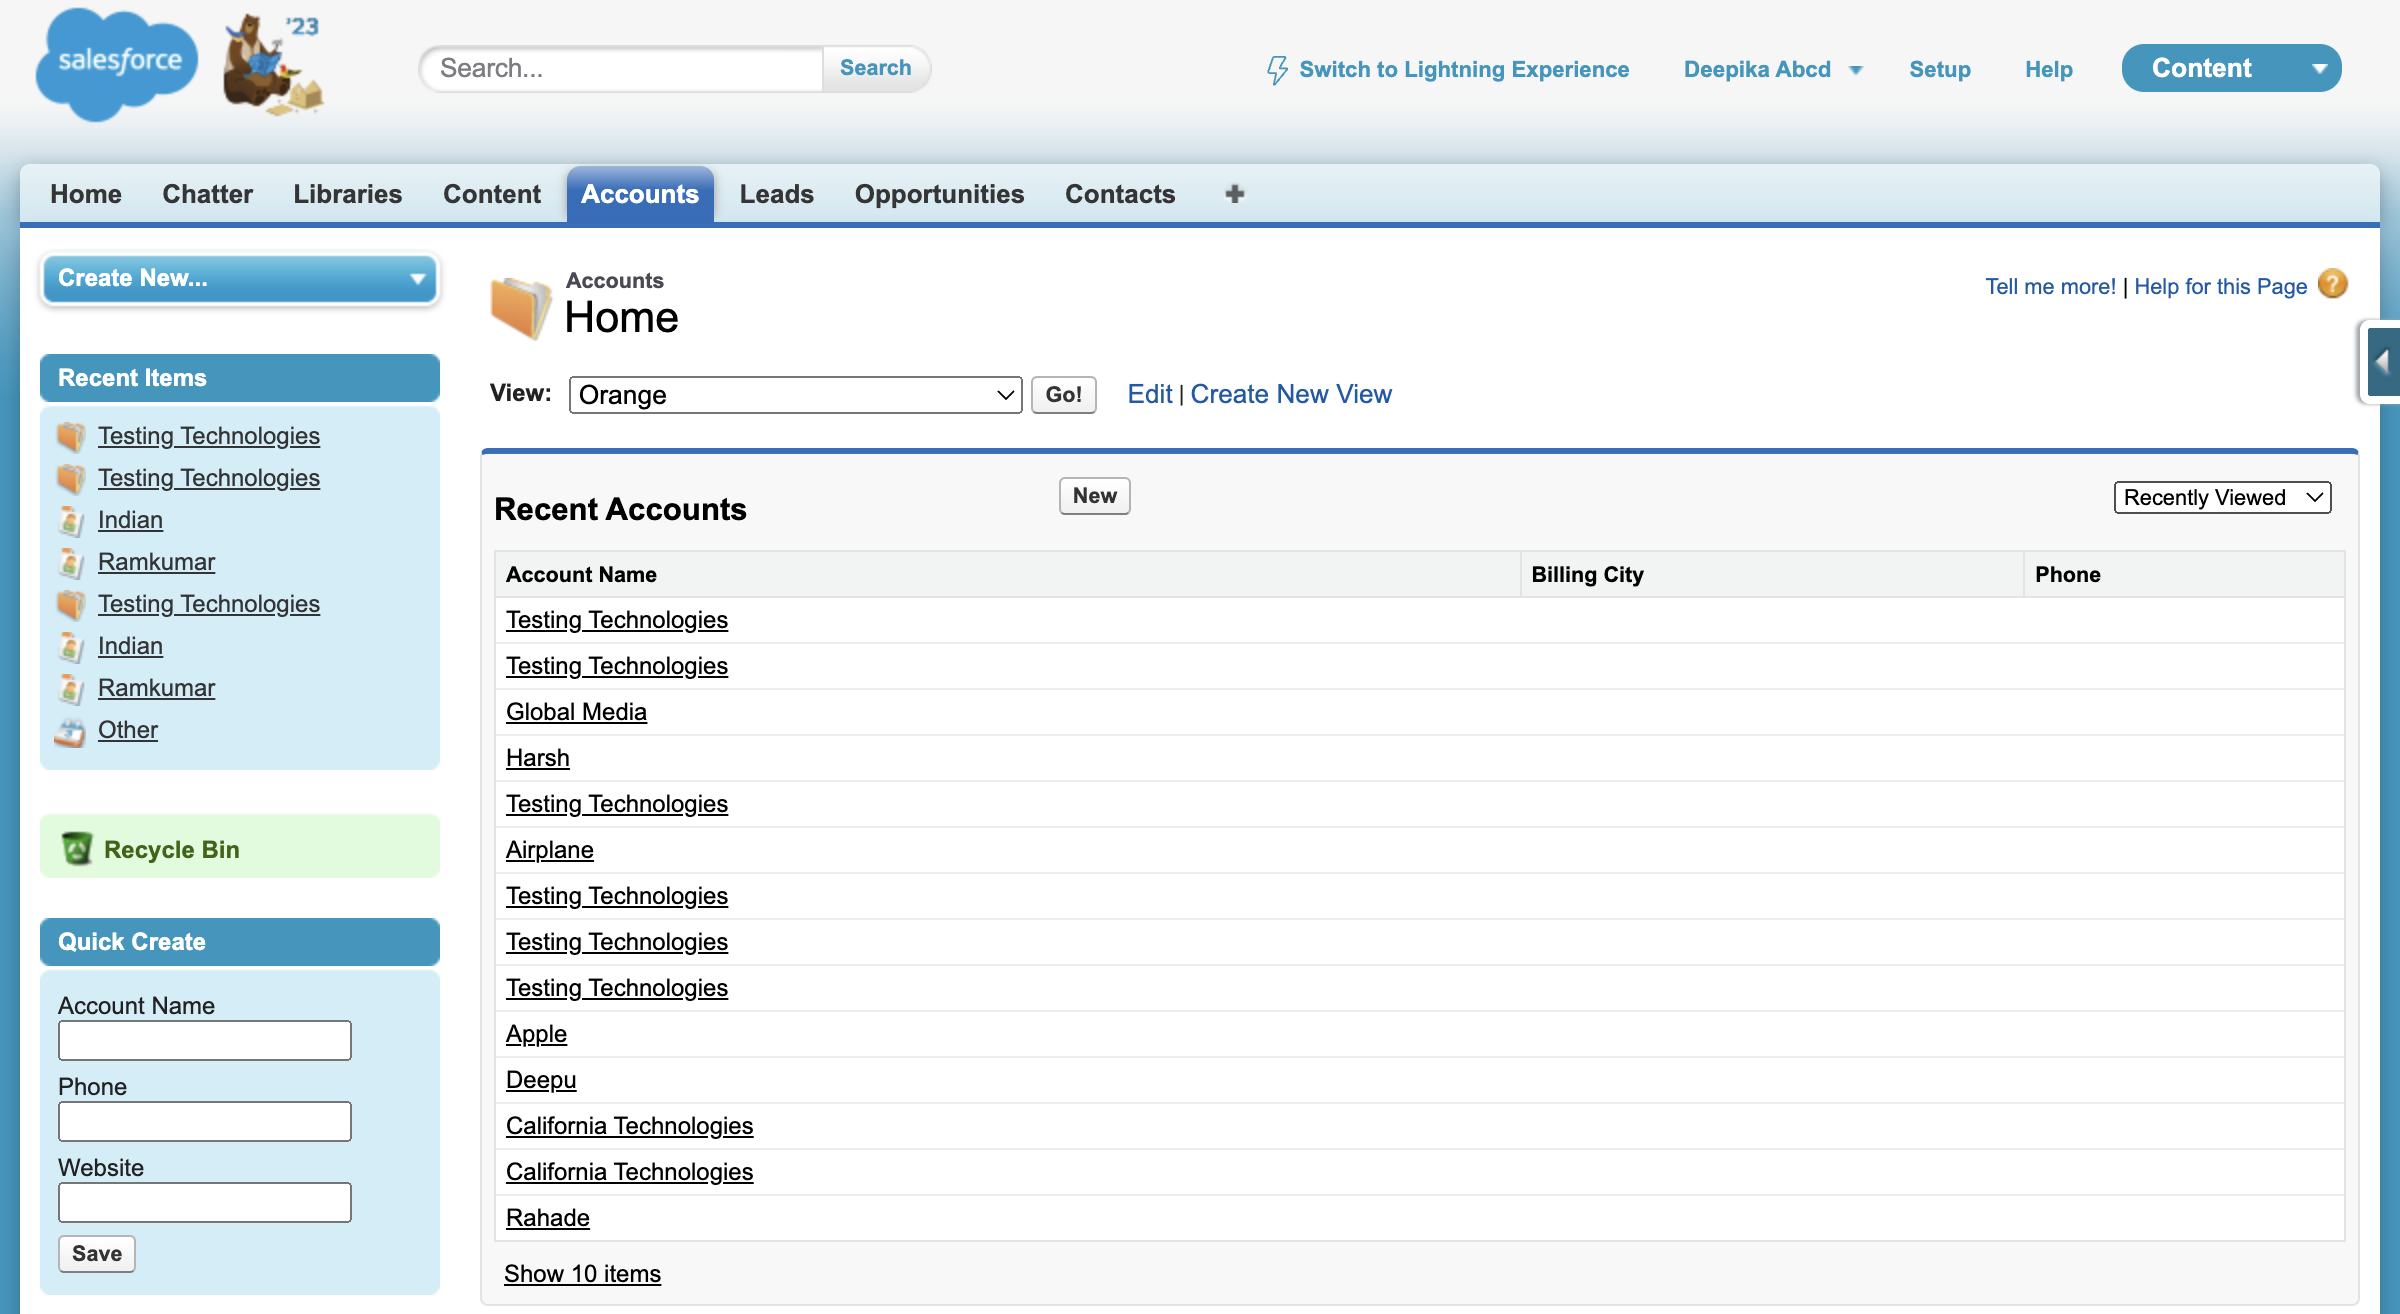 salesforce
'23
Search...
Search
Switch to Lightning Experience
Deepika Abcd
Setup
Help
Content
Home
Chatter
Libraries
Content
Accounts
Leads
Opportunities
Contacts
+
Create New...
Recent Items
Testing Technologies
Testing Technologies
Indian
Ramkumar
Testing Technologies
Indian
Ramkumar
Other
Recycle Bin
Quick Create
Account Name
Phone
Website
Save
Accounts
Home
Tell me more! | Help for this Page ?
View: Orange Go! Edit | Create New View
Recent Accounts
New
Recently Viewed
Account Name Billing City Phone
Testing Technologies
Testing Technologies
Global Media
Harsh
Testing Technologies
Airplane
Testing Technologies
Testing Technologies
Testing Technologies
Apple
Deepu
California Technologies
California Technologies
Rahade
Show 10 items